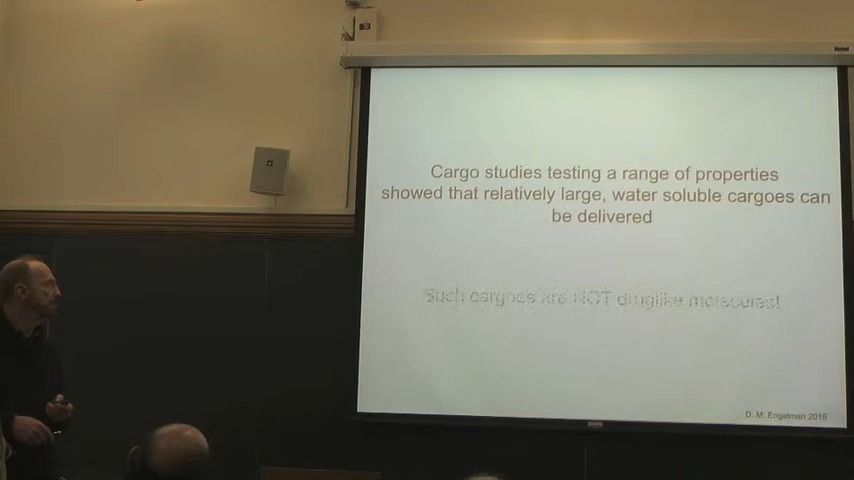 Cargo studies testing a range of properties
showed that relatively large, water soluble cargoes can
be delivered
Such cargoes are NOT druglike molecules!
D. M. Engelman 2016